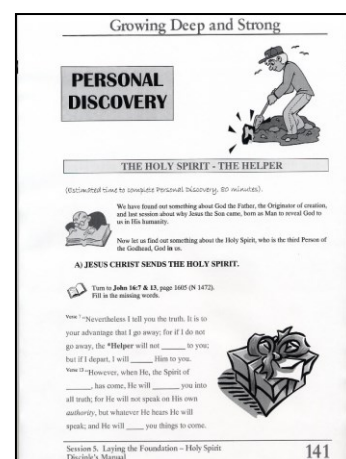 Growing Deep and Strong
PERSONAL
DISCOVERY
THE HOLY SPIRIT - THE HELPER
(Estimated time to complete Personal Discovery, 80 minutes).
We have found out something about God the Father, the Originator of creation,
and last session about why Jesus the Son came, born as Man to reveal God to
us in His humanity.
Now let us find out something about the Holy Spirit, who is the third Person of
the Godhead, God in us.
A) JESUS CHRIST SENDS THE HOLY SPIRIT.
Turn to John 16:7 & 13, page 1605 (N 1472).
Fill in the missing words.
Verse 7 "Nevertheless I tell you the truth. It is to
your advantage that I go away; for if I do not
go away, the *Helper will not _____ to you;
but if I depart, I will _____ Him to you.
Verse 13 "However, when He, the Spirit of
______, has come, He will ______ you into
all truth; for He will not speak on His own
authority, but whatever He hears He will
speak; and He will ____ you things to come.
Session 5. Laying the Foundation – Holy Spirit
Disciple's Manual
141